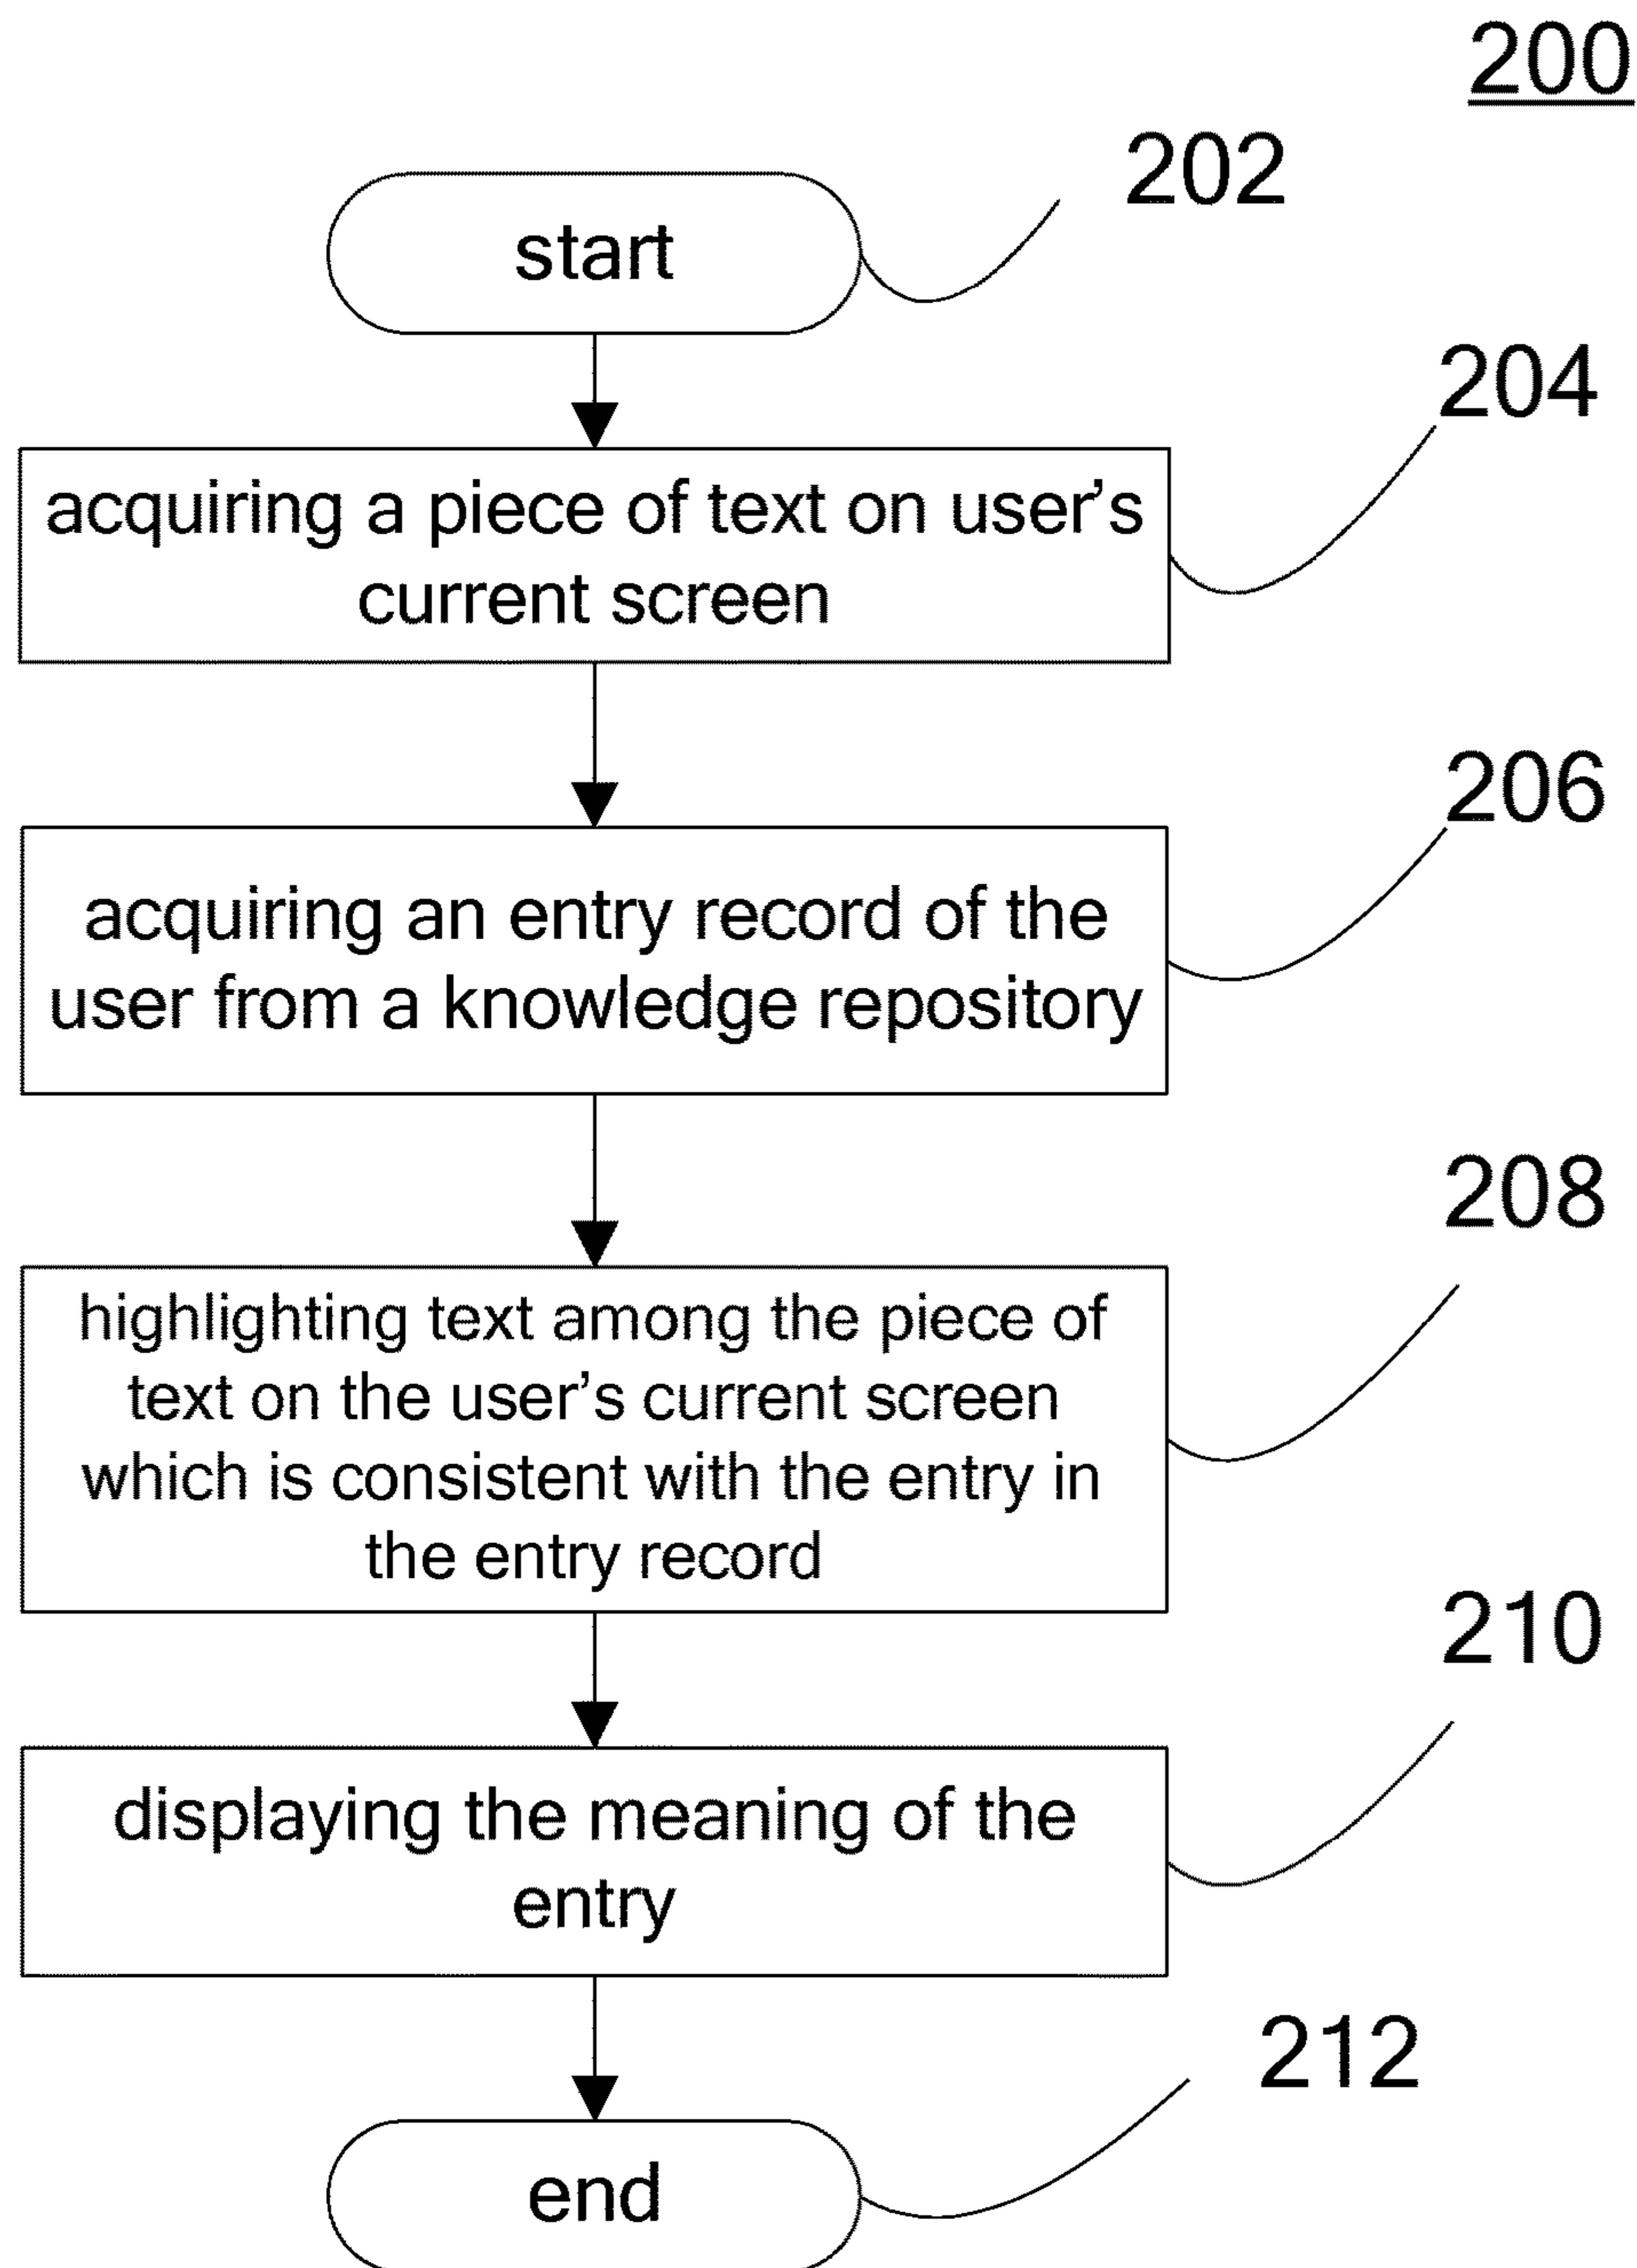 200
202
start
204
acquiring a piece of text on user’s
current screen
206
acquiring an entry record of the
user from a knowledge repository
208
highlighting text among the piece of
text on the user’s current screen
which is consistent with the entry in
the entry record
210
displaying the meaning of the
entry
212
end